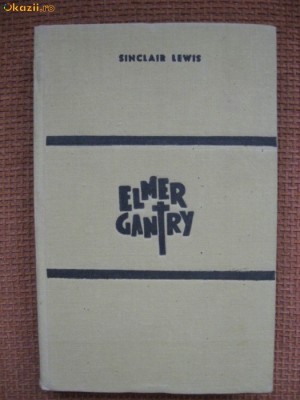 Okazii.ro
SINCLAIR LEWIS
ELMER
GANTRY